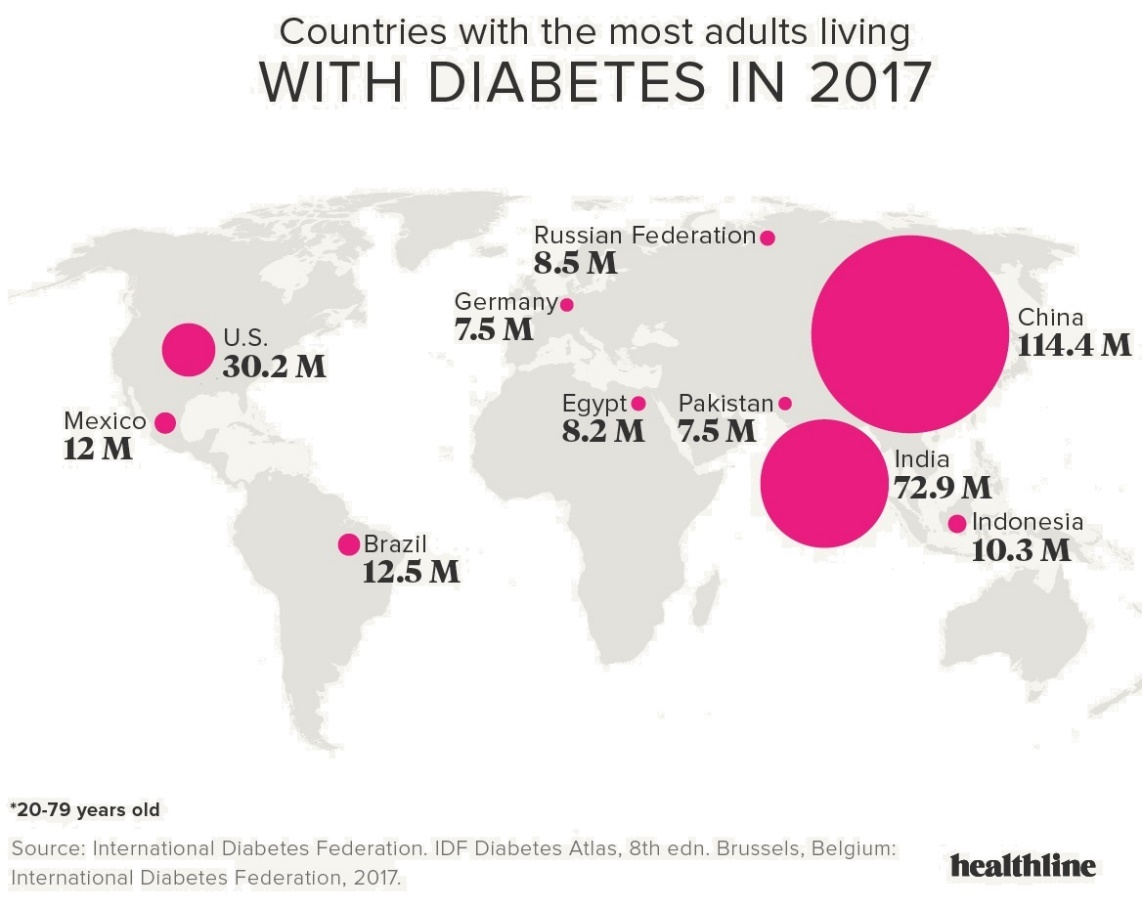 Countries with the most adults living
WITH DIABETES IN 2017
Russian Federation
8.5 M
Germany
7.5 M
China
114.4 M
U.S.
30.2 M
Mexico
12 M
Egypt
8.2 M
Pakistan
7.5 M
India
72.9 M
Indonesia
10.3 M
Brazil
12.5 M
*20-79 years old
Source: International Diabetes Federation. IDF Diabetes Atlas, 8th edn. Brussels, Belgium:
International Diabetes Federation, 2017.
healthline